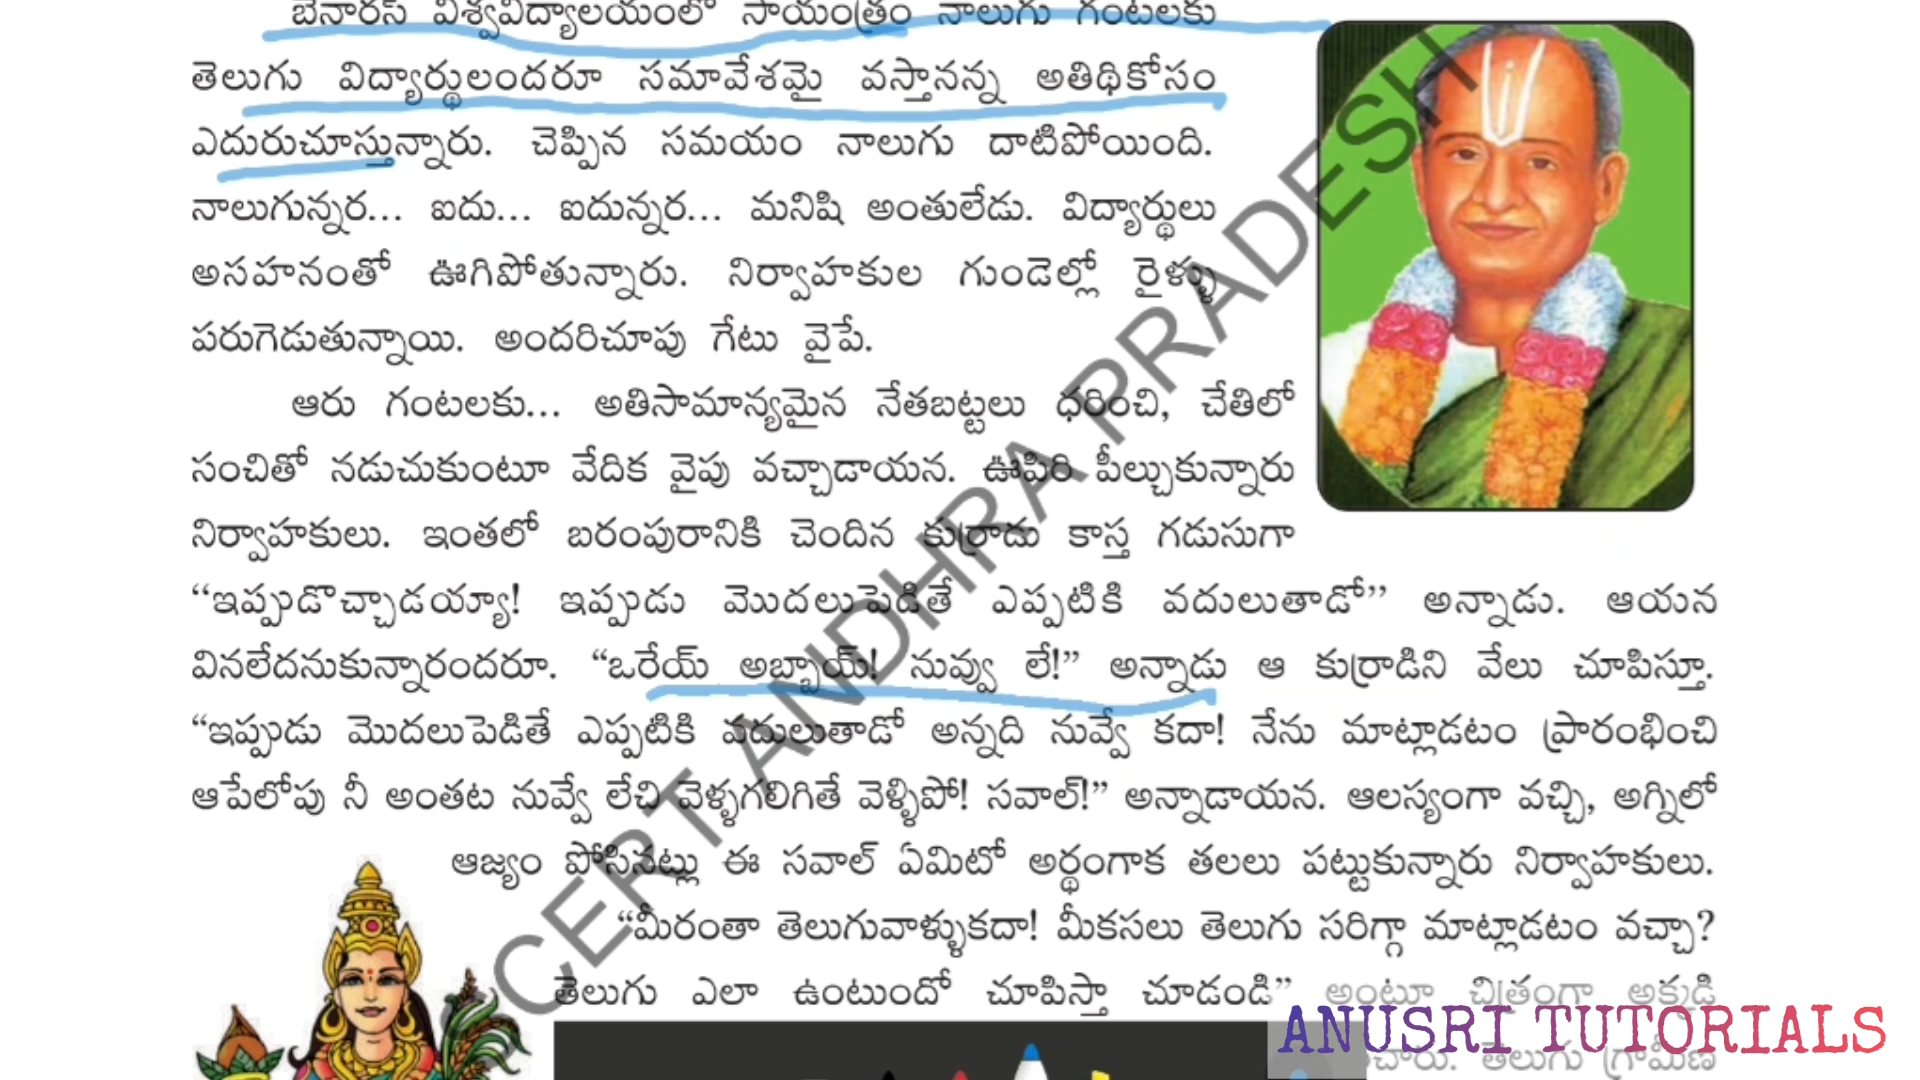 బెనారస్ విశ్వవిద్యాలయంలో సాయంత్రం నాలుగు గంటలకు
తెలుగు విద్యార్థులందరూ సమావేశమై వస్తానన్న అతిథికోసం
ఎదురుచూస్తున్నారు. చెప్పిన సమయం నాలుగు దాటిపోయింది.
నాలుగున్నర... ఐదు... ఐదున్నర... మనిషి అంతులేడు. విద్యార్థులు
అసహనంతో ఊగిపోతున్నారు. నిర్వాహకుల గుండెల్లో రైళ్ళు
పరుగెడుతున్నాయి. అందరిచూపు గేటు వైపే.
ఆరు గంటలకు... అతిసామాన్యమైన నేతబట్టలు ధరించి, చేతిలో
సంచితో నడుచుకుంటూ వేదిక వైపు వచ్చాడాయన. ఊపిరి పీల్చుకున్నారు
నిర్వాహకులు. ఇంతలో బరంపురానికి చెందిన కుర్రాడు కాస్త గడుసుగా
“ఇప్పుడొచ్చాడయ్యా! ఇప్పుడు మొదలుపెడితే ఎప్పటికి వదులుతాడో” అన్నాడు. ఆయన
వినలేదనుకున్నారందరూ. “ఒరేయ్ అబ్బాయ్! నువ్వు లే!” అన్నాడు ఆ కుర్రాడిని వేలు చూపిస్తూ.
“ఇప్పుడు మొదలుపెడితే ఎప్పటికి వదులుతాడో అన్నది నువ్వే కదా! నేను మాట్లాడటం ప్రారంభించి
ఆపేలోపు నీ అంతట నువ్వే లేచి వెళ్ళగలిగితే వెళ్ళిపో! సవాల్!” అన్నాడాయన. ఆలస్యంగా వచ్చి, అగ్నిలో
ఆజ్యం పోసినట్లు ఈ సవాల్ ఏమిటో అర్థంగాక తలలు పట్టుకున్నారు నిర్వాహకులు.
“మీరంతా తెలుగువాళ్ళుకదా! మీకసలు తెలుగు సరిగ్గా మాట్లాడటం వచ్చా?
తెలుగు ఎలా ఉంటుందో చూపిస్తా చూడండి” అంటూ చిత్రంగా అక్కడి
తెలుగు గ్రామీణ
CERT ANDHRA PRADESH
ANUSRI TUTORIALS